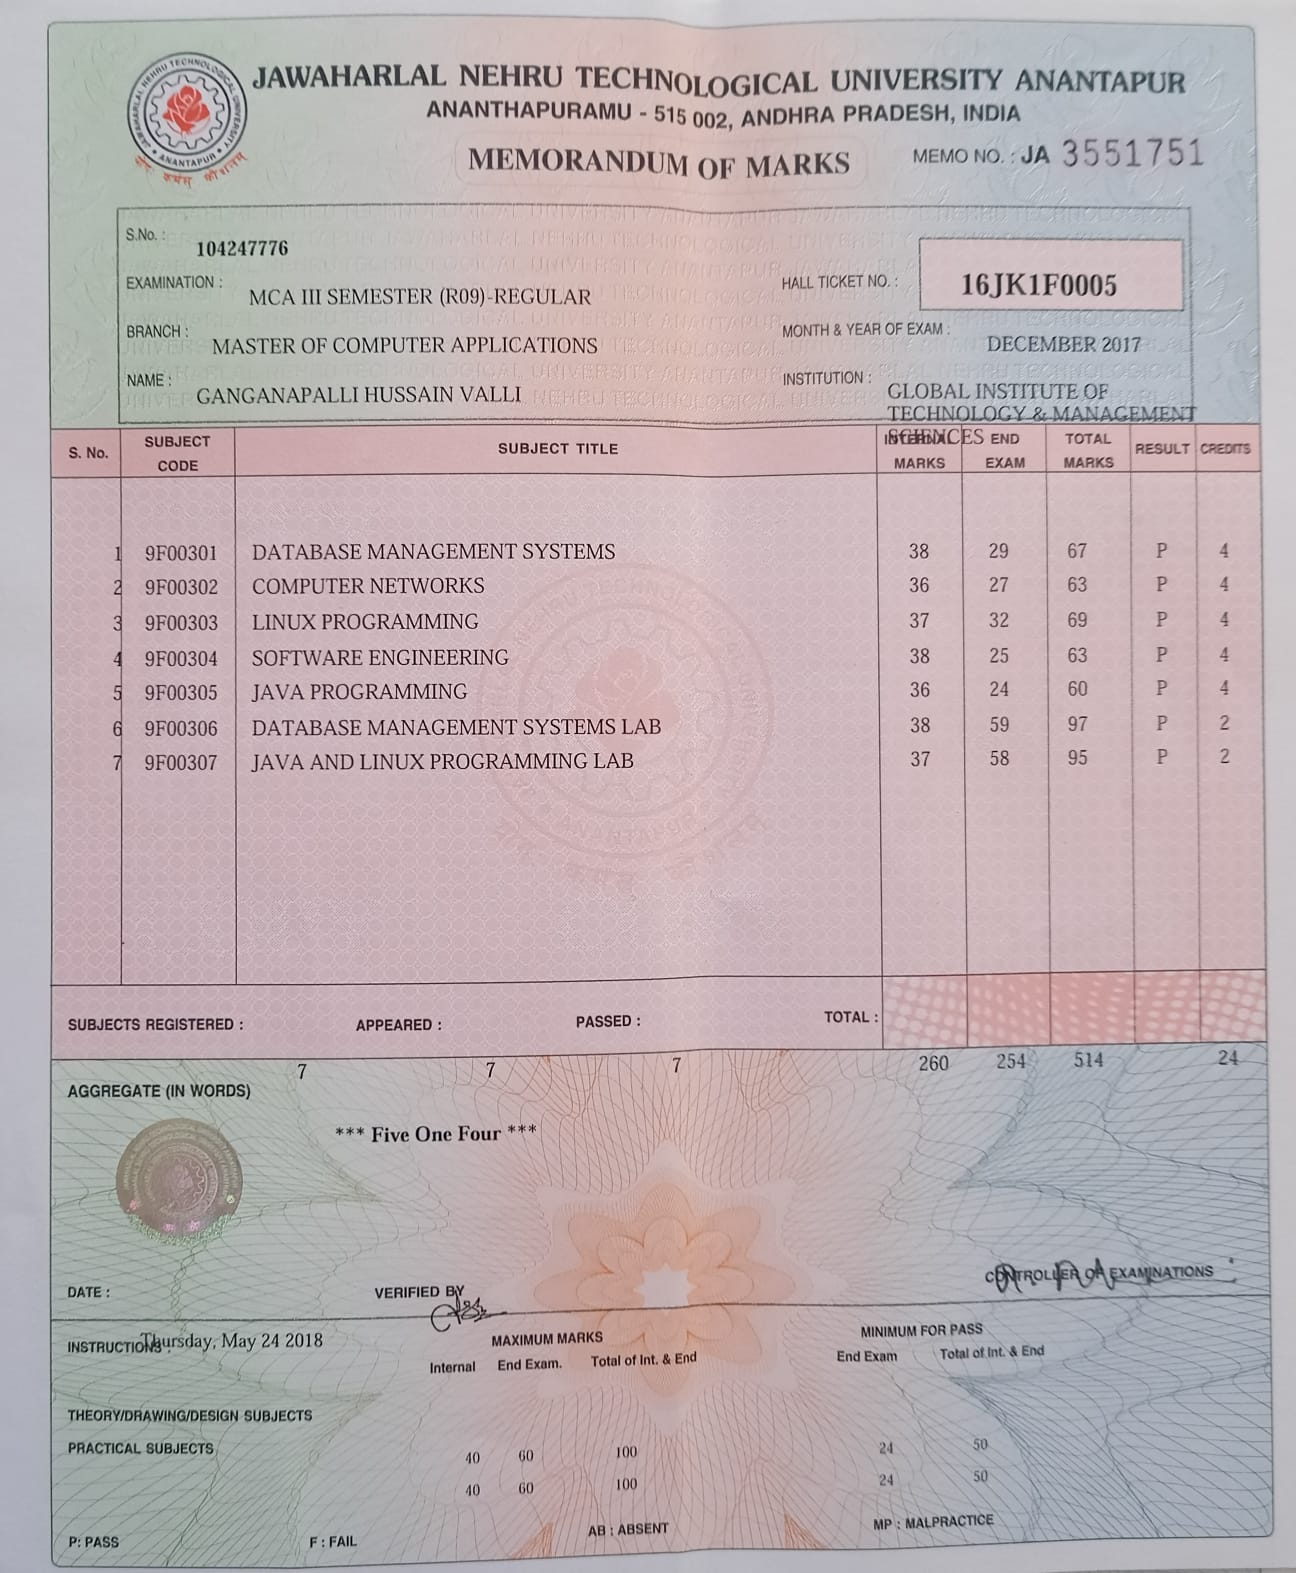 JAWAHARLAL NEHRU TECHNOLOGICAL UNIVERSITY ANANTAPUR
ANANTHAPURAMU - 515 002, ANDHRA PRADESH, INDIA
MEMORANDUM OF MARKS
MEMO NO. : JA 3551751
S.No. : 104247776
EXAMINATION : MCA III SEMESTER (R09)-REGULAR
HALL TICKET NO. : 16JK1F0005
BRANCH : MASTER OF COMPUTER APPLICATIONS
MONTH & YEAR OF EXAM : DECEMBER 2017
NAME : GANGANAPALLI HUSSAIN VALLI
INSTITUTION : GLOBAL INSTITUTE OF
TECHNOLOGY & MANAGEMENT
SCIENCES
S. No. SUBJECT CODE SUBJECT TITLE INTERNAL MARKS END EXAM TOTAL MARKS RESULT CREDITS
1 9F00301 DATABASE MANAGEMENT SYSTEMS 38 29 67 P 4
2 9F00302 COMPUTER NETWORKS 36 27 63 P 4
3 9F00303 LINUX PROGRAMMING 37 32 69 P 4
4 9F00304 SOFTWARE ENGINEERING 38 25 63 P 4
5 9F00305 JAVA PROGRAMMING 36 24 60 P 4
6 9F00306 DATABASE MANAGEMENT SYSTEMS LAB 38 59 97 P 2
7 9F00307 JAVA AND LINUX PROGRAMMING LAB 37 58 95 P 2
SUBJECTS REGISTERED : APPEARED : PASSED : TOTAL :
7 7 7 260 254 514 24
AGGREGATE (IN WORDS)
*** Five One Four ***
DATE : VERIFIED BY CONTROLLER OF EXAMINATIONS
Thursday, May 24 2018
INSTRUCTIONS : MAXIMUM MARKS MINIMUM FOR PASS
Internal End Exam. Total of Int. & End End Exam Total of Int. & End
THEORY/DRAWING/DESIGN SUBJECTS
PRACTICAL SUBJECTS
40 60 100 24 50
40 60 100 24 50
P: PASS F : FAIL AB : ABSENT MP : MALPRACTICE
JAWAHARLAL NEHRU TECHNOLOGICAL UNIVERSITY
ANANTAPUR